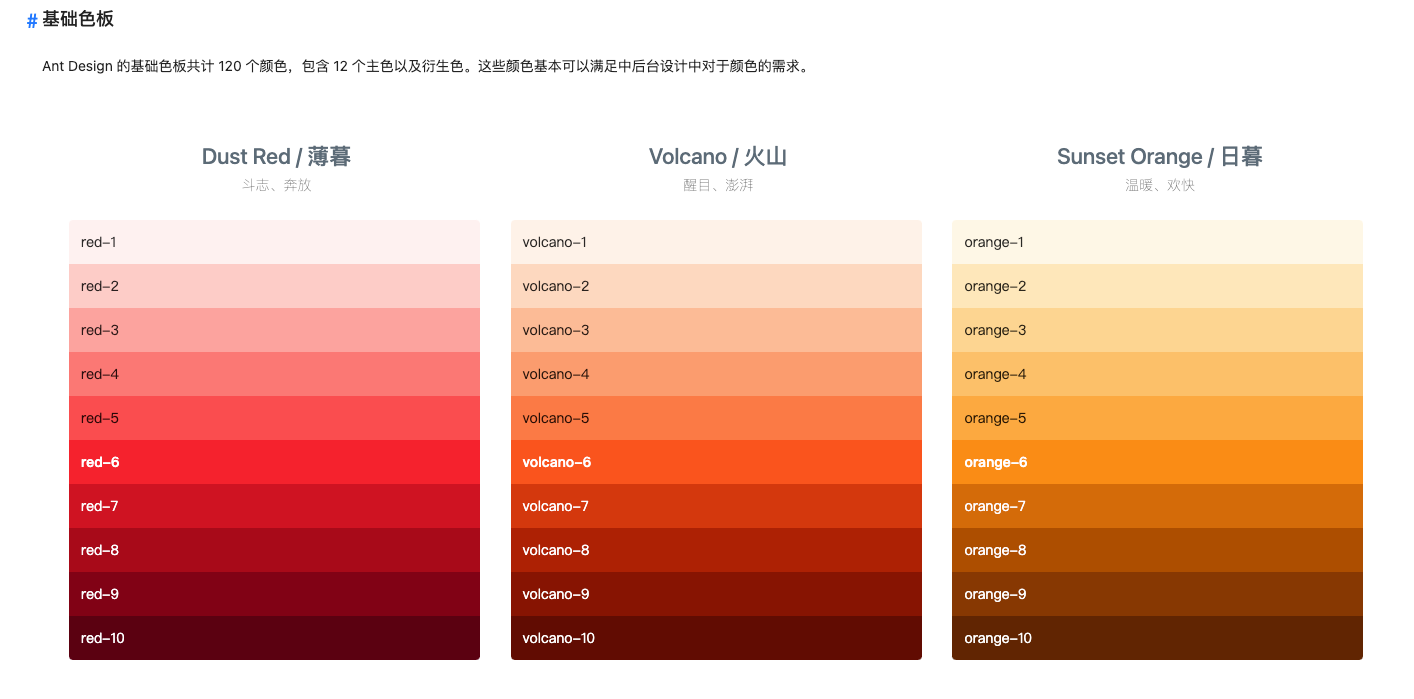 # 基础色板
Ant Design 的基础色板共计 120 个颜色，包含 12 个主色以及衍生色。这些颜色基本可以满足中后台设计中对于颜色的需求。
Dust Red / 薄暮
斗志、奔放
red-1
red-2
red-3
red-4
red-5
red-6
red-7
red-8
red-9
red-10
Volcano / 火山
醒目、澎湃
volcano-1
volcano-2
volcano-3
volcano-4
volcano-5
volcano-6
volcano-7
volcano-8
volcano-9
volcano-10
Sunset Orange / 日暮
温暖、欢快
orange-1
orange-2
orange-3
orange-4
orange-5
orange-6
orange-7
orange-8
orange-9
orange-10